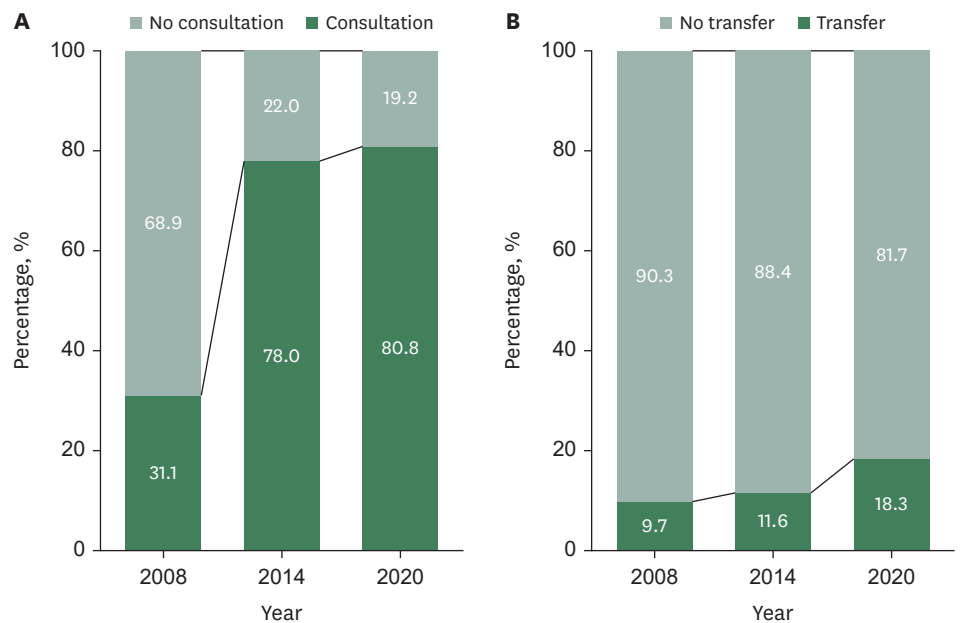 A
No consultation Consultation
100
80
60
40
20
0
Percentage, %
68.9
31.1
22.0
78.0
19.2
80.8
2008 2014 2020
Year
B
No transfer Transfer
100
80
60
40
20
0
Percentage, %
90.3
9.7
88.4
11.6
81.7
18.3
2008 2014 2020
Year